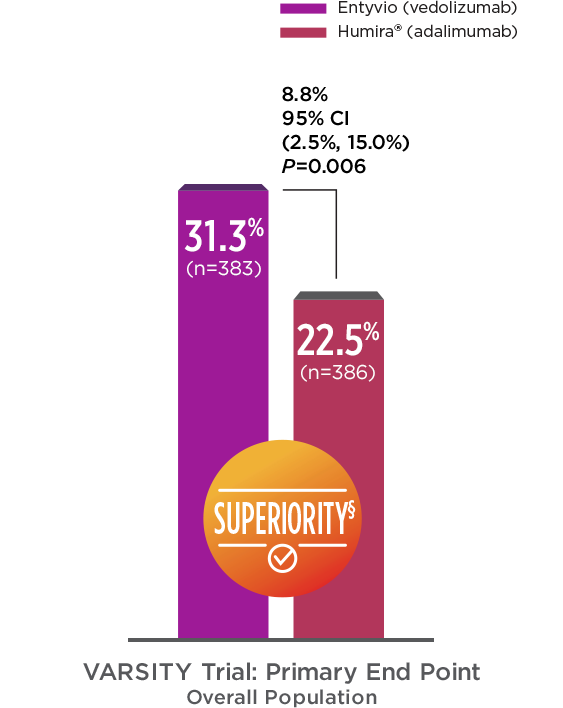 Entyvio (vedolizumab)
Humira® (adalimumab)
8.8%
95% CI
(2.5%, 15.0%)
P=0.006
31.3%
(n=383)
22.5%
(n=386)
SUPERIORITY§
VARSITY Trial: Primary End Point
Overall Population